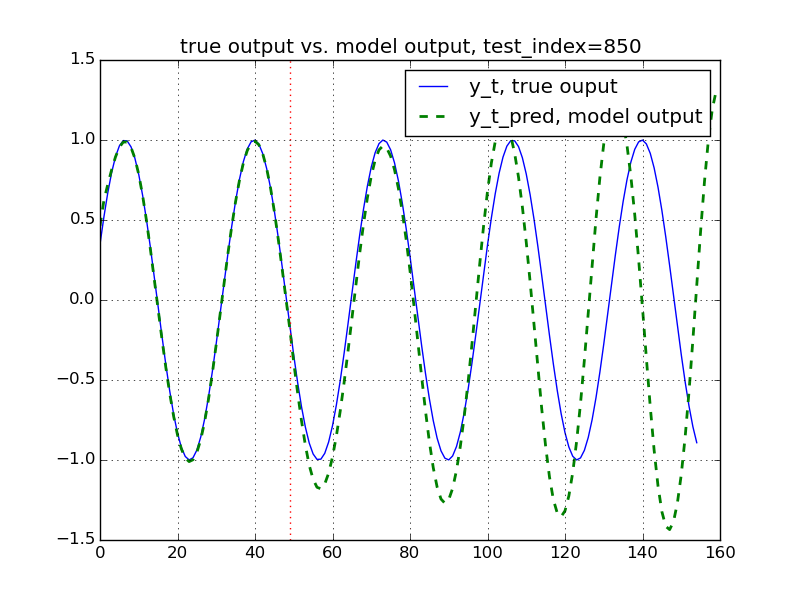 true output vs. model output, test_index=850
1.5
1.0
0.5
0.0
−0.5
−1.0
−1.5
y_t, true ouput
y_t_pred, model output
0 20 40 60 80 100 120 140 160